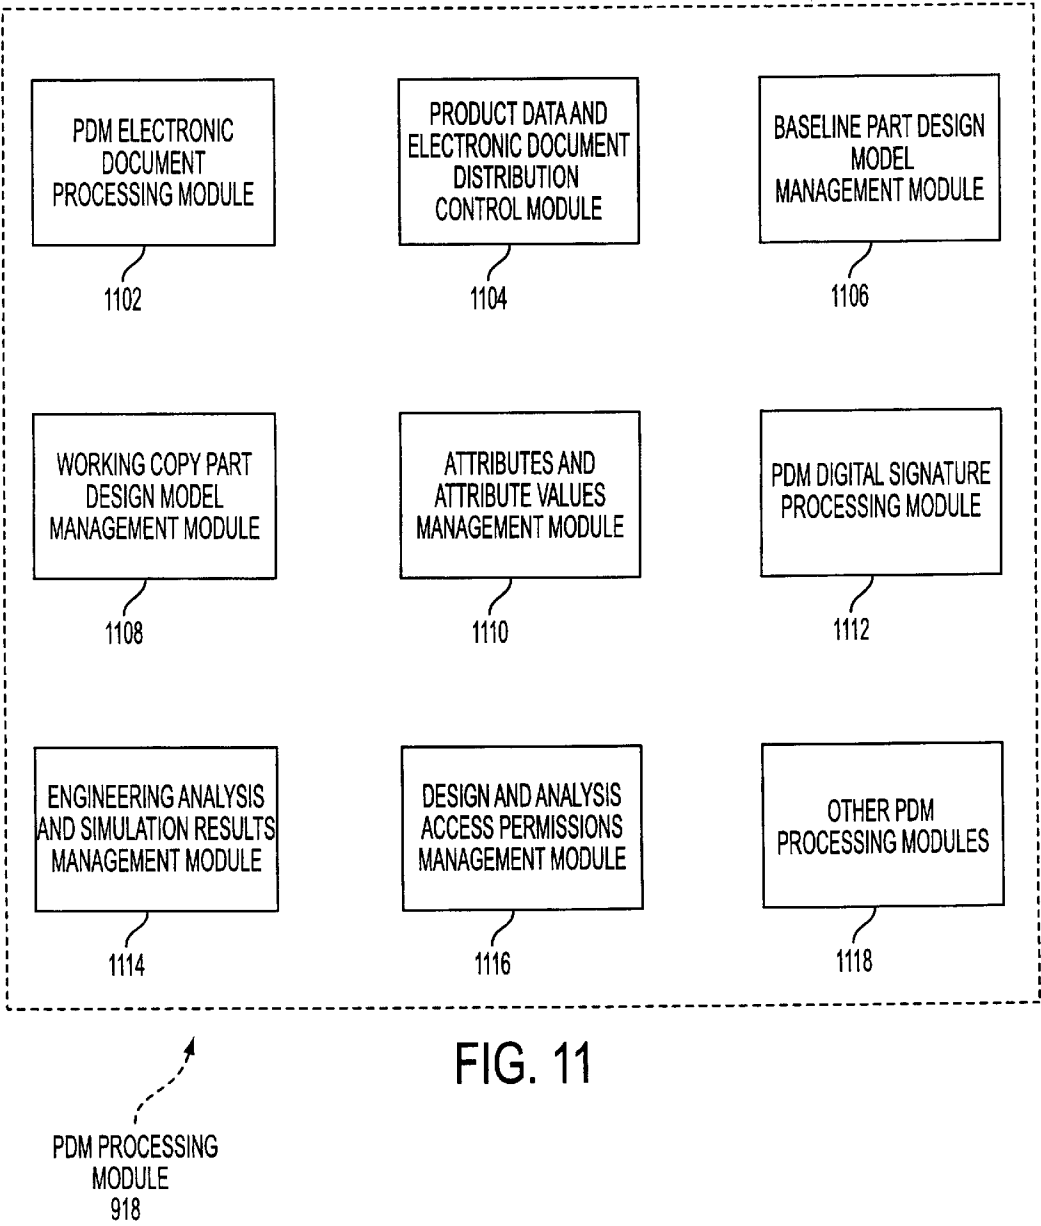 PDM ELECTRONIC
DOCUMENT
PROCESSING MODULE
1102
PRODUCT DATA AND
ELECTRONIC DOCUMENT
DISTRIBUTION
CONTROL MODULE
1104
BASELINE PART DESIGN
MODEL
MANAGEMENT MODULE
1106
WORKING COPY PART
DESIGN MODEL
MANAGEMENT MODULE
1108
ATTRIBUTES AND
ATTRIBUTE VALUES
MANAGEMENT MODULE
1110
PDM DIGITAL SIGNATURE
PROCESSING MODULE
1112
ENGINEERING ANALYSIS
AND SIMULATION RESULTS
MANAGEMENT MODULE
1114
DESIGN AND ANALYSIS
ACCESS PERMISSIONS
MANAGEMENT MODULE
1116
OTHER PDM
PROCESSING MODULES
1118
FIG. 11
PDM PROCESSING
MODULE
918